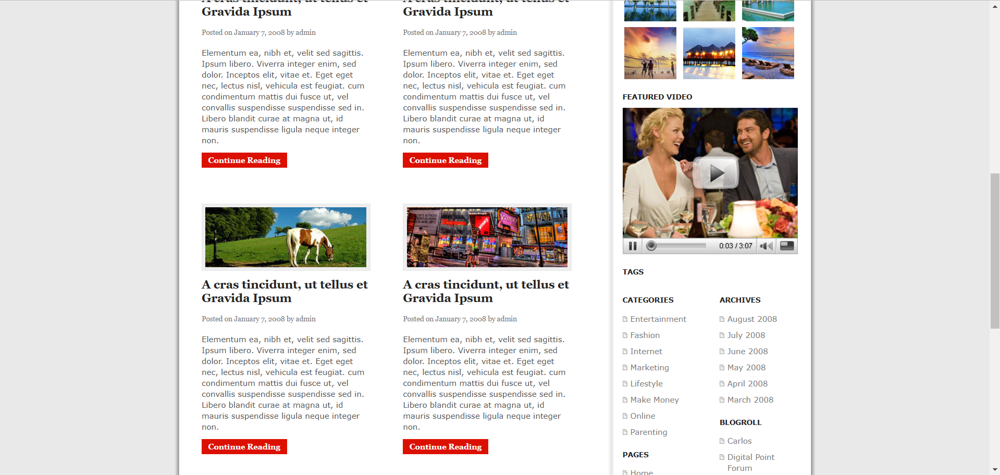 A cras tincidunt, ut tellus et
Gravida Ipsum
Posted on January 7, 2008 by admin
Elementum ea, nibh et, velit sed sagittis.
Ipsum libero. Viverra integer enim, sed
dolor. Inceptos elit, vitae et. Eget eget
nec, lectus nisl, vehicula est feugiat. cum
condimentum mattis dui fusce ut, vel
convallis suspendisse suspendisse sed in.
Libero blandit curae at magna ut, id
mauris suspendisse ligula neque integer
non.
Continue Reading
A cras tincidunt, ut tellus et
Gravida Ipsum
Posted on January 7, 2008 by admin
Elementum ea, nibh et, velit sed sagittis.
Ipsum libero. Viverra integer enim, sed
dolor. Inceptos elit, vitae et. Eget eget
nec, lectus nisl, vehicula est feugiat. cum
condimentum mattis dui fusce ut, vel
convallis suspendisse suspendisse sed in.
Libero blandit curae at magna ut, id
mauris suspendisse ligula neque integer
non.
Continue Reading
A cras tincidunt, ut tellus et
Gravida Ipsum
Posted on January 7, 2008 by admin
Elementum ea, nibh et, velit sed sagittis.
Ipsum libero. Viverra integer enim, sed
dolor. Inceptos elit, vitae et. Eget eget
nec, lectus nisl, vehicula est feugiat. cum
condimentum mattis dui fusce ut, vel
convallis suspendisse suspendisse sed in.
Libero blandit curae at magna ut, id
mauris suspendisse ligula neque integer
non.
Continue Reading
YAHOO
A cras tincidunt, ut tellus et
Gravida Ipsum
Posted on January 7, 2008 by admin
Elementum ea, nibh et, velit sed sagittis.
Ipsum libero. Viverra integer enim, sed
dolor. Inceptos elit, vitae et. Eget eget
nec, lectus nisl, vehicula est feugiat. cum
condimentum mattis dui fusce ut, vel
convallis suspendisse suspendisse sed in.
Libero blandit curae at magna ut, id
mauris suspendisse ligula neque integer
non.
Continue Reading
FEATURED VIDEO
0:03 / 3:07
TAGS
CATEGORIES
Entertainment
Fashion
Internet
Marketing
Lifestyle
Make Money
Online
Parenting
PAGES
Home
ARCHIVES
August 2008
July 2008
June 2008
May 2008
April 2008
March 2008
BLOGROLL
Carlos
Digital Point
Forum